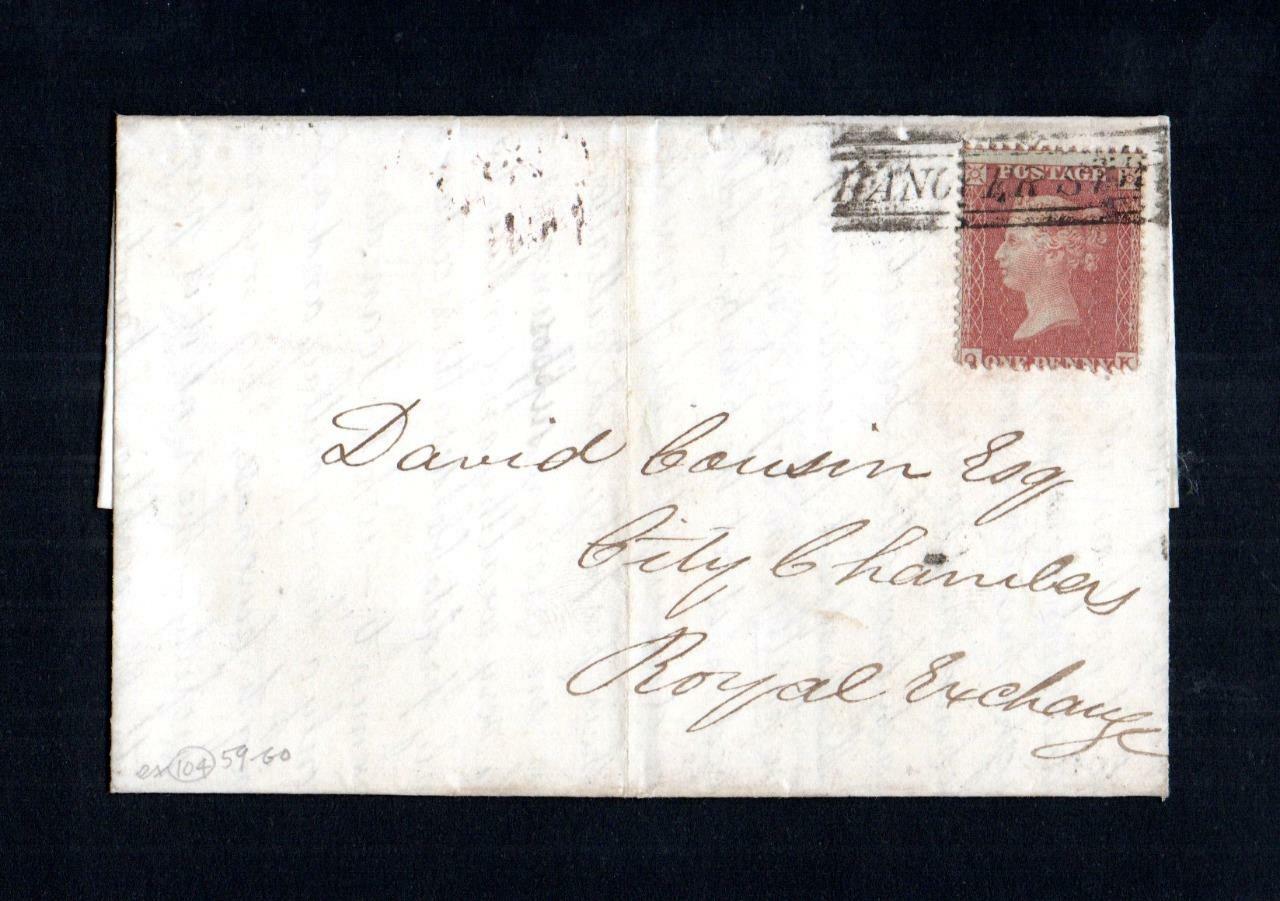 POSTAGE
ONE PENNY
Q K
David Cousin Esq
City Chambers
Royal Exchange
ex 104 59-60